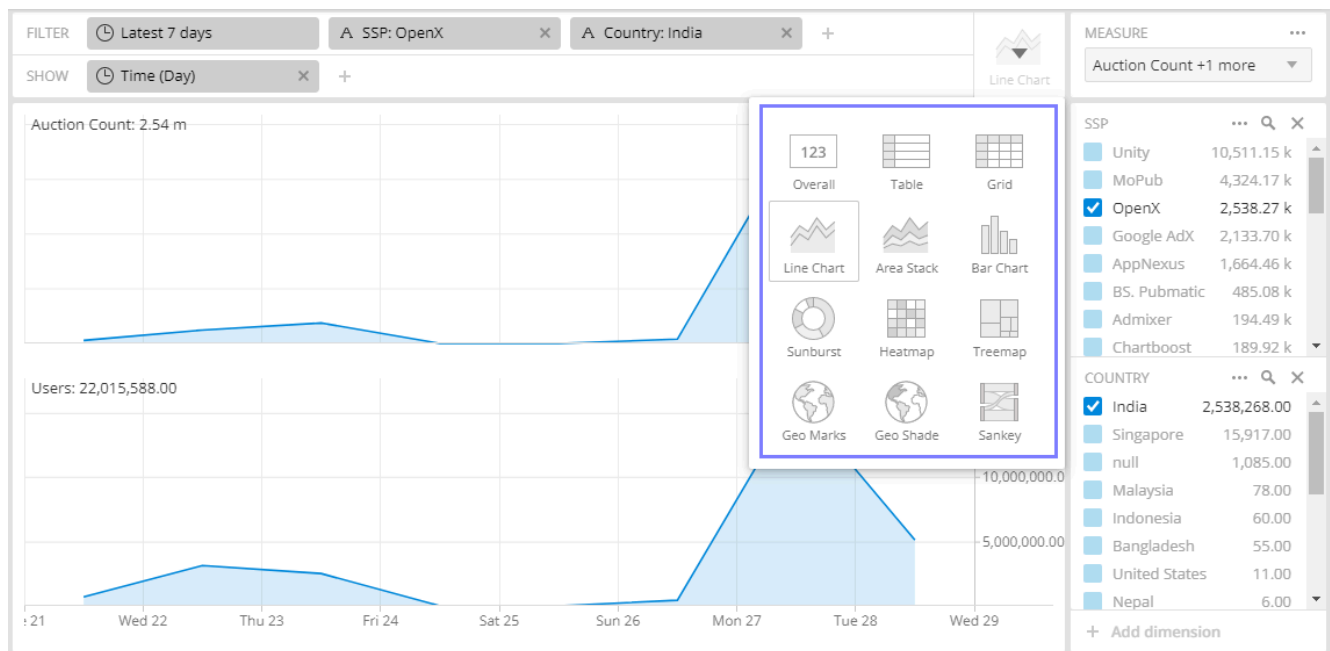 FILTER Latest 7 days A SSP: OpenX × A Country: India × +
SHOW Time (Day) × +
Line Chart
MEASURE ...
Auction Count +1 more
Auction Count: 2.54 m
123
Overall Table Grid
Line Chart Area Stack Bar Chart
Sunburst Heatmap Treemap
Geo Marks Geo Shade Sankey
Users: 22,015,588.00
10,000,000.0
5,000,000.00
21 Wed 22 Thu 23 Fri 24 Sat 25 Sun 26 Mon 27 Tue 28 Wed 29
SSP
Unity 10,511.15 k
MoPub 4,324.17 k
OpenX 2,538.27 k
Google AdX 2,133.70 k
AppNexus 1,664.46 k
BS. Pubmatic 485.08 k
Admixer 194.49 k
Chartboost 189.92 k
COUNTRY
India 2,538,268.00
Singapore 15,917.00
null 1,085.00
Malaysia 78.00
Indonesia 60.00
Bangladesh 55.00
United States 11.00
Nepal 6.00
+ Add dimension